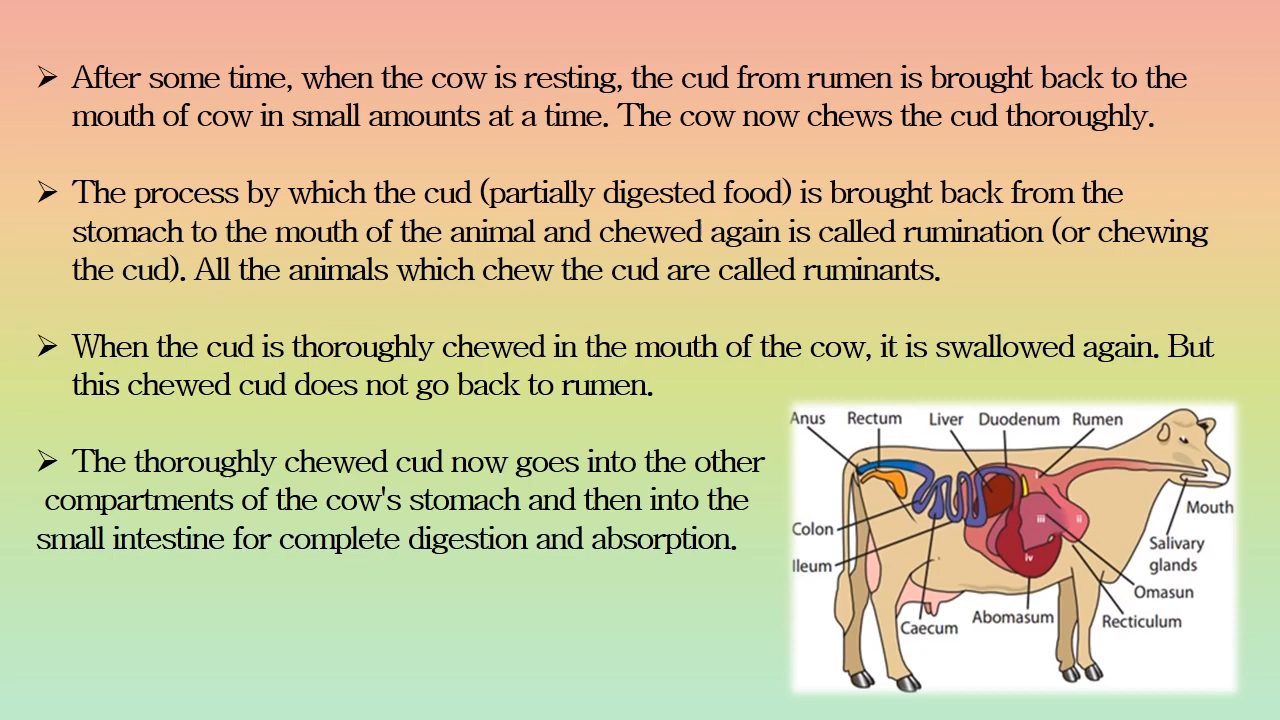 ➢ After some time, when the cow is resting, the cud from rumen is brought back to the
mouth of cow in small amounts at a time. The cow now chews the cud thoroughly.
➢ The process by which the cud (partially digested food) is brought back from the
stomach to the mouth of the animal and chewed again is called rumination (or chewing
the cud). All the animals which chew the cud are called ruminants.
➢ When the cud is thoroughly chewed in the mouth of the cow, it is swallowed again. But
this chewed cud does not go back to rumen.
➢ The thoroughly chewed cud now goes into the other
compartments of the cow's stomach and then into the
small intestine for complete digestion and absorption.
Anus Rectum Liver Duodenum Rumen
Mouth
Colon
Salivary
glands
Ileum
Omasun
Abomasum
Recticulum
Caecum
i
ii
iii
iv